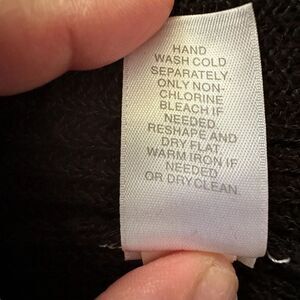 HAND
WASH COLD
SEPARATELY.
ONLY NON-
CHLORINE
BLEACH IF
NEEDED.
RESHAPE AND
DRY FLAT.
WARM IRON IF
NEEDED
OR DRYCLEAN.